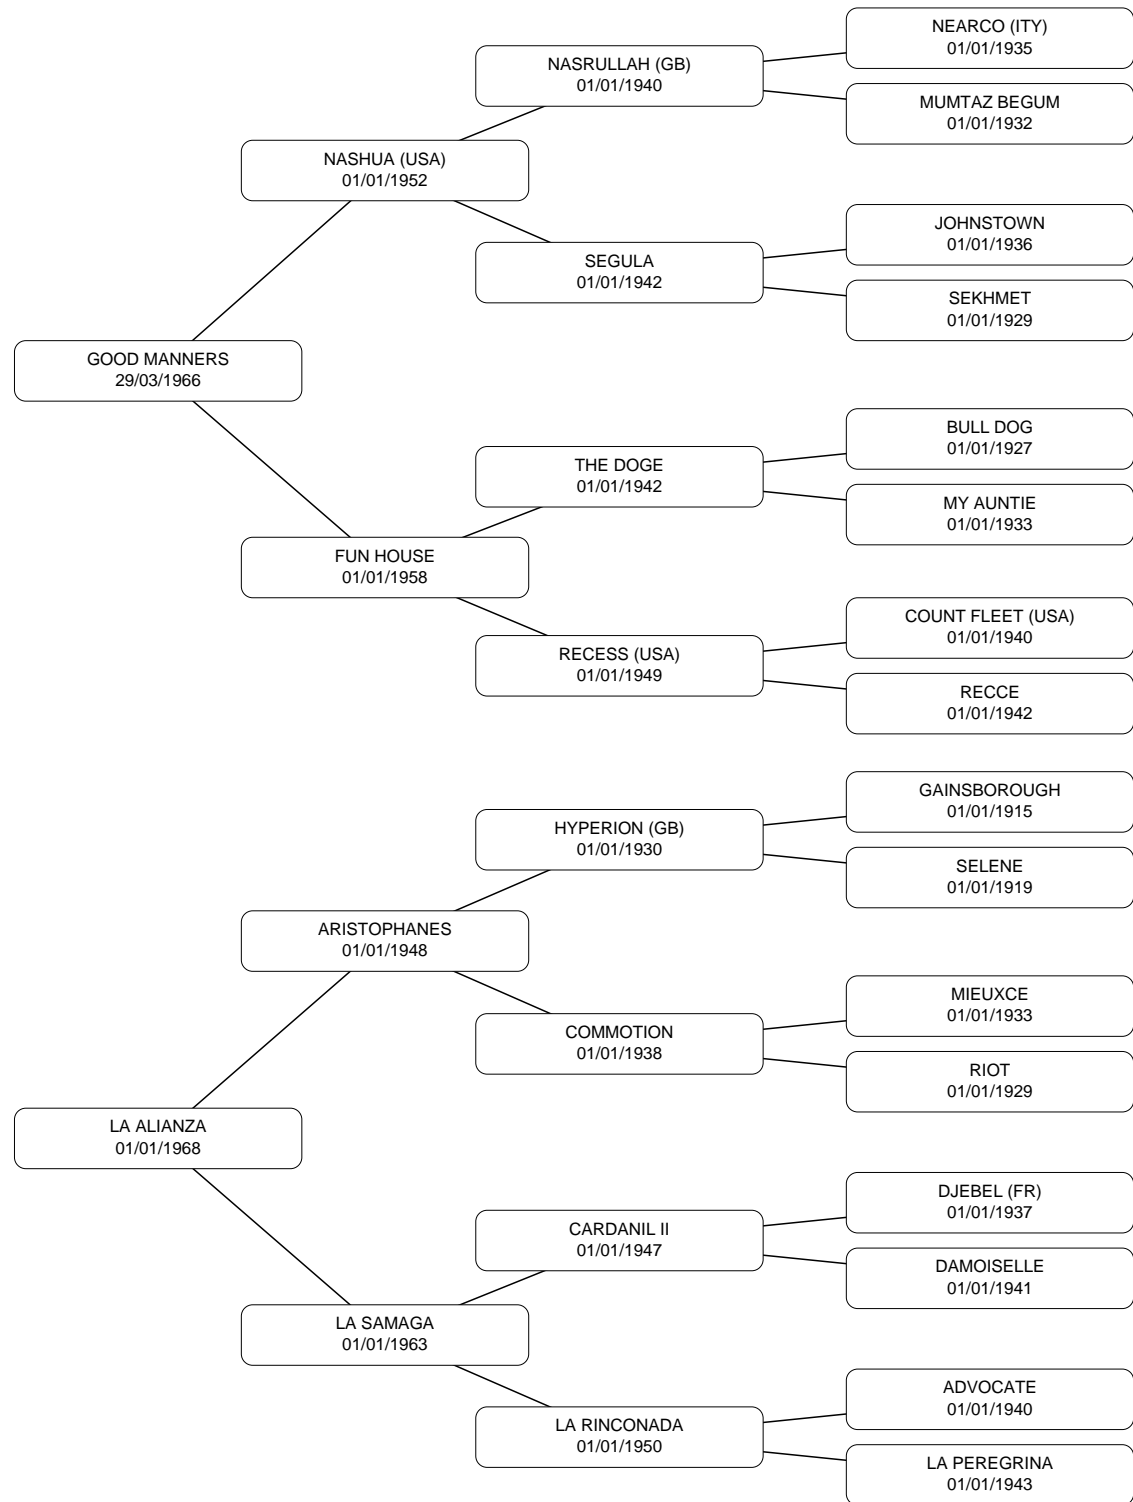 NEARCO (ITY)
01/01/1935
NASRULLAH (GB)
01/01/1940
MUMTAZ BEGUM
01/01/1932
NASHUA (USA)
01/01/1952
JOHNSTOWN
01/01/1936
SEGULA
01/01/1942
SEKHMET
01/01/1929
GOOD MANNERS
29/03/1966
BULL DOG
01/01/1927
THE DOGE
01/01/1942
MY AUNTIE
01/01/1933
FUN HOUSE
01/01/1958
COUNT FLEET (USA)
01/01/1940
RECESS (USA)
01/01/1949
RECCE
01/01/1942
GAINSBOROUGH
01/01/1915
HYPERION (GB)
01/01/1930
SELENE
01/01/1919
ARISTOPHANES
01/01/1948
MIEUXCE
01/01/1933
COMMOTION
01/01/1938
RIOT
01/01/1929
LA ALIANZA
01/01/1968
DJEBEL (FR)
01/01/1937
CARDANIL II
01/01/1947
DAMOISELLE
01/01/1941
LA SAMAGA
01/01/1963
ADVOCATE
01/01/1940
LA RINCONADA
01/01/1950
LA PEREGRINA
01/01/1943